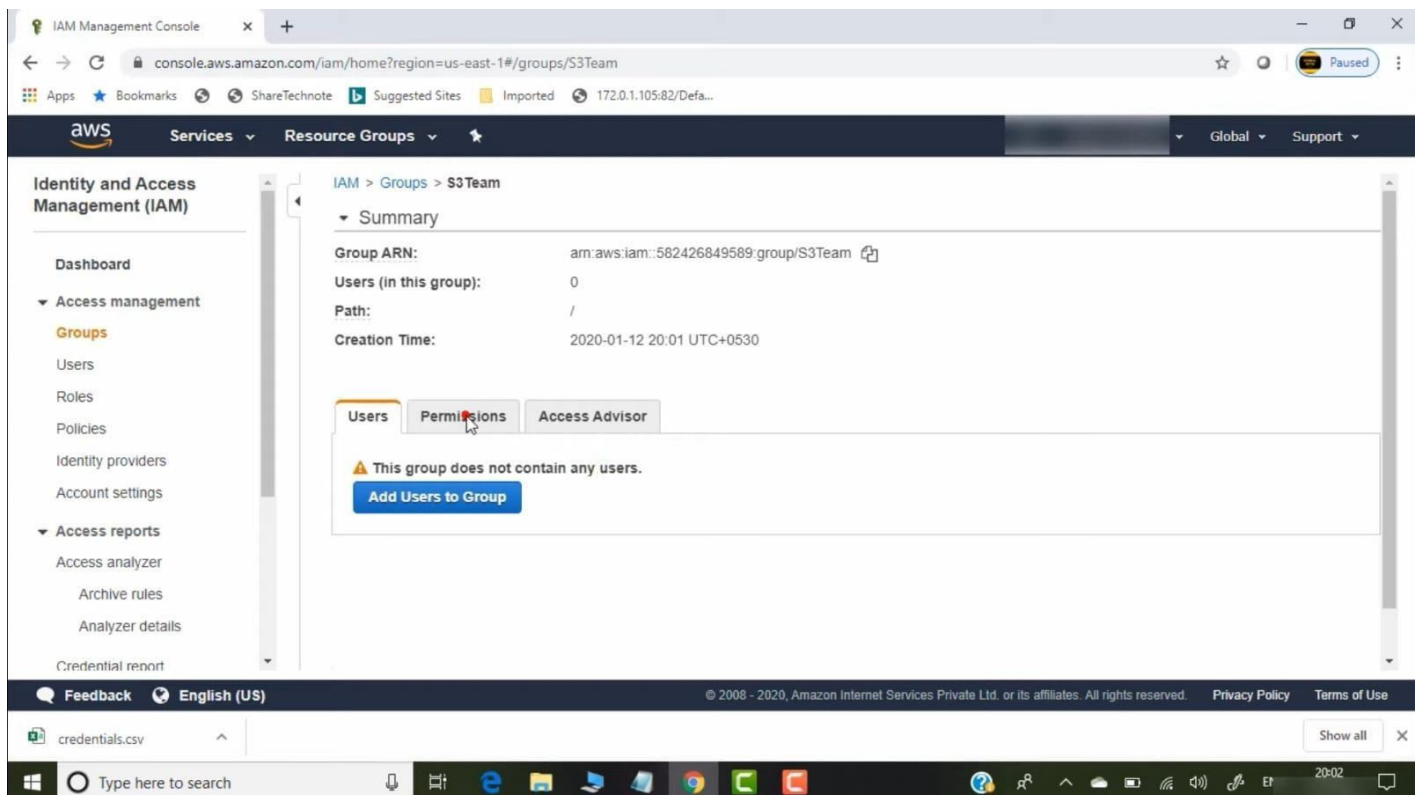 IAM Management Console
console.aws.amazon.com/iam/home?region=us-east-1#/groups/S3Team
Paused
Apps Bookmarks ShareTechnote Suggested Sites Imported 172.0.1.105:82/Defa...
aws Services Resource Groups Global Support
Identity and Access Management (IAM)
Dashboard
Access management
Groups
Users
Roles
Policies
Identity providers
Account settings
Access reports
Access analyzer
Archive rules
Analyzer details
Credential report
IAM > Groups > S3Team
Summary
Group ARN: arn:aws:iam::582426849589:group/S3Team
Users (in this group): 0
Path: /
Creation Time: 2020-01-12 20:01 UTC+0530
Users Permissions Access Advisor
This group does not contain any users.
Add Users to Group
Feedback English (US) © 2008 - 2020, Amazon Internet Services Private Ltd. or its affiliates. All rights reserved. Privacy Policy Terms of Use
credentials.csv Show all
Type here to search 20:02